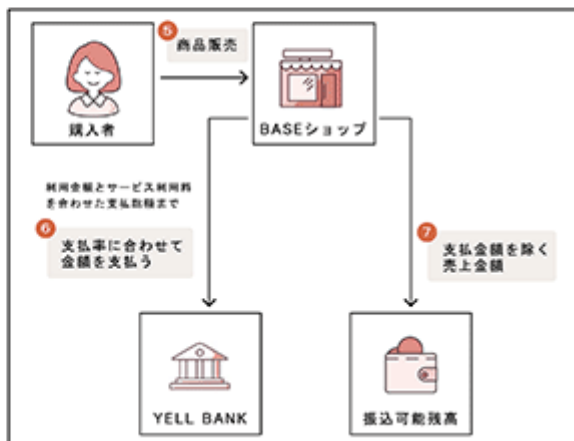 5
商品販売
購入者
BASEショップ
利用金額とサービス利用料
を合わせた支払総額まで
6
支払率に合わせて
金額を支払う
7
支払金額を除く
売上金額
YELL BANK
振込可能残高